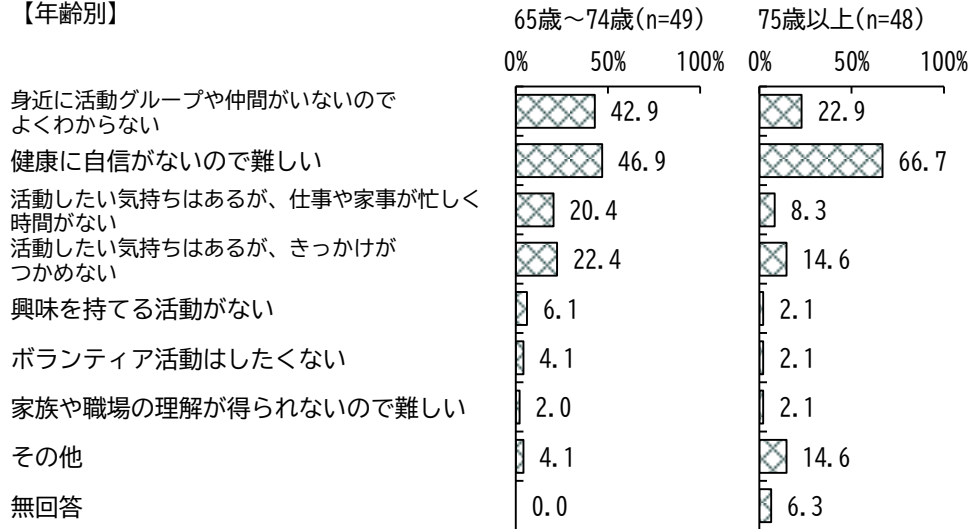 【年齢別】
65歳～74歳(n=49) 75歳以上(n=48)
0% 50% 100% 0% 50% 100%
身近に活動グループや仲間がいないので
よくわからない 42.9 22.9
健康に自信がないので難しい 46.9 66.7
活動したい気持ちはあるが、仕事や家事が忙しく
時間がない 20.4 8.3
活動したい気持ちはあるが、きっかけが
つかめない 22.4 14.6
興味を持てる活動がない 6.1 2.1
ボランティア活動はしたくない 4.1 2.1
家族や職場の理解が得られないので難しい 2.0 2.1
その他 4.1 14.6
無回答 0.0 6.3